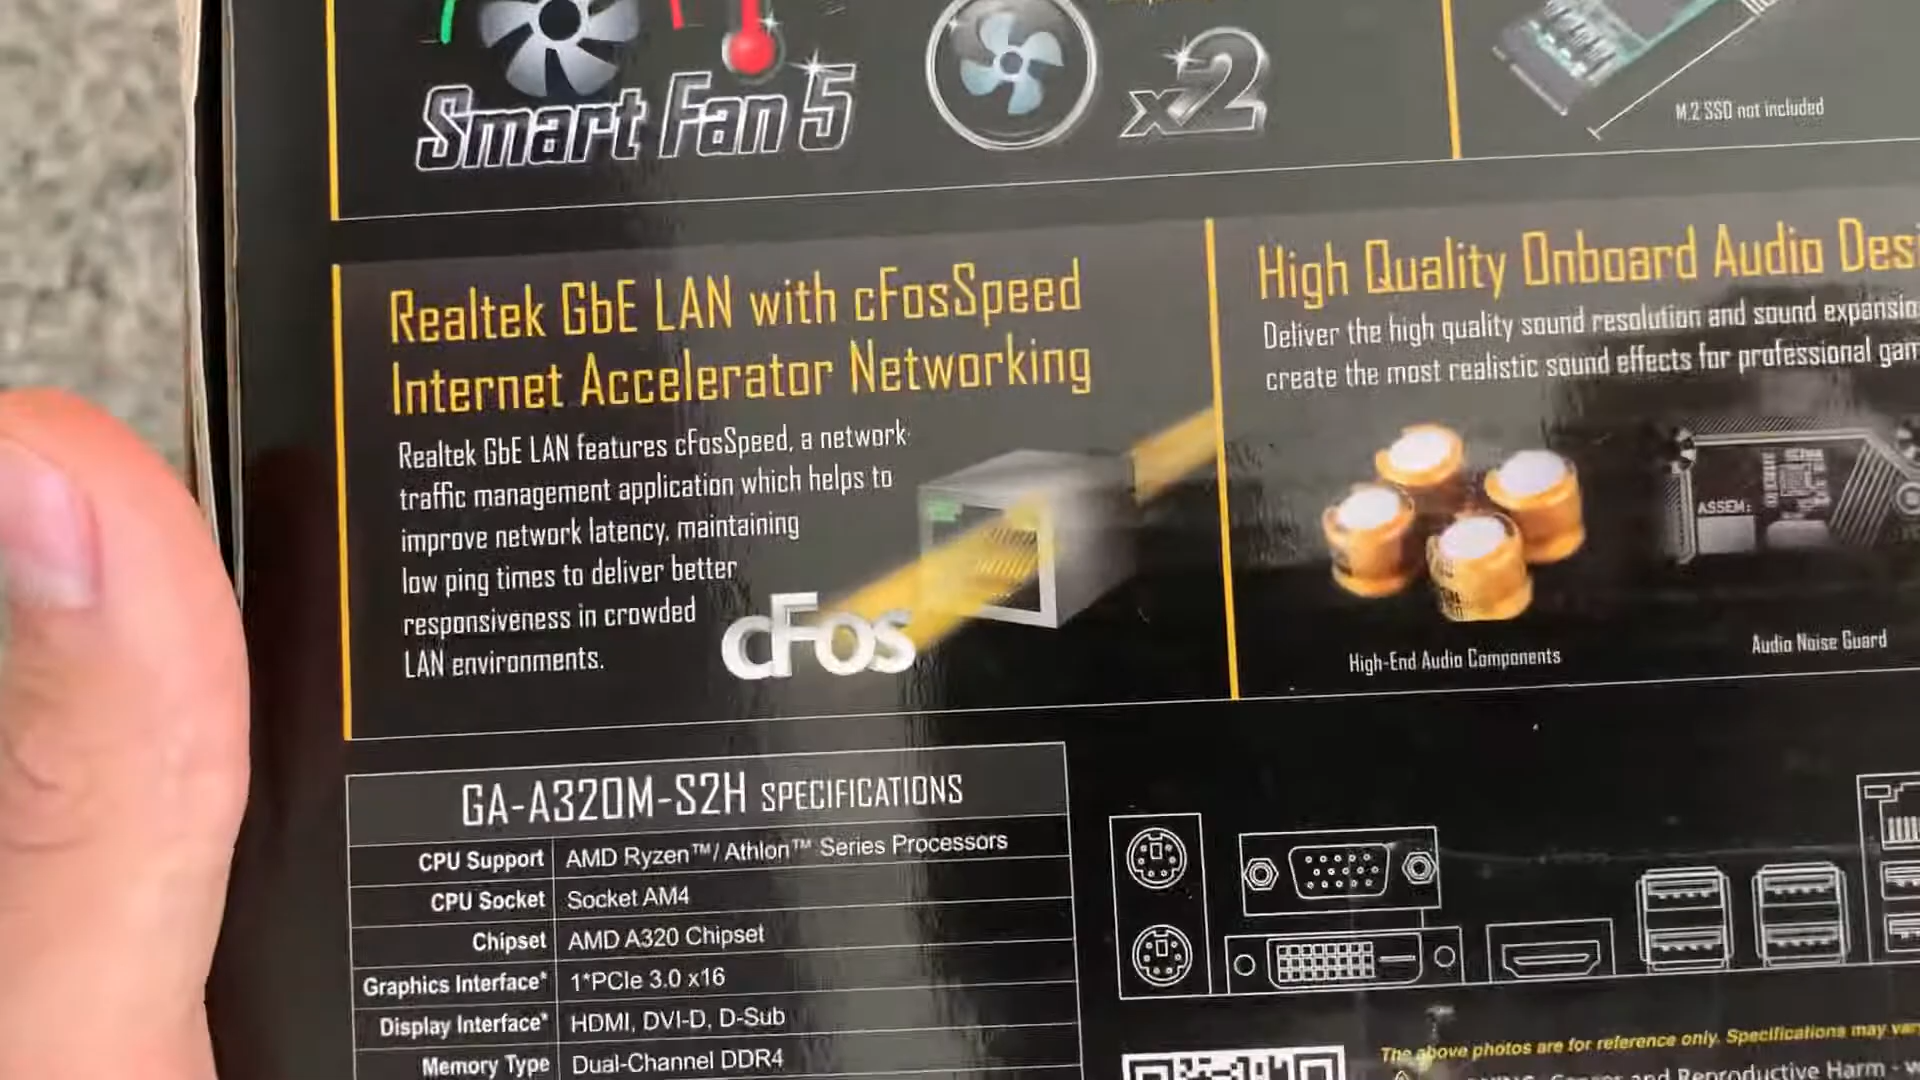 Smart Fan 5
x2
M.2 SSD not included
Realtek GbE LAN with cFosSpeed
Internet Accelerator Networking
Realtek GbE LAN features cFosSpeed, a network
traffic management application which helps to
improve network latency, maintaining
low ping times to deliver better
responsiveness in crowded
LAN environments.
cFos
High Quality Onboard Audio Desi
Deliver the high quality sound resolution and sound expansio
create the most realistic sound effects for professional gam
ASSEM:
High-End Audio Components
Audio Noise Guard
GA-A320M-S2H SPECIFICATIONS
CPU Support AMD Ryzen™/ Athlon™ Series Processors
CPU Socket Socket AM4
Chipset AMD A320 Chipset
Graphics Interface* 1*PCIe 3.0 x16
Display Interface* HDMI, DVI-D, D-Sub
Memory Type Dual-Channel DDR4
The above photos are for reference only. Specifications may vary
and Reproductive Harm - w